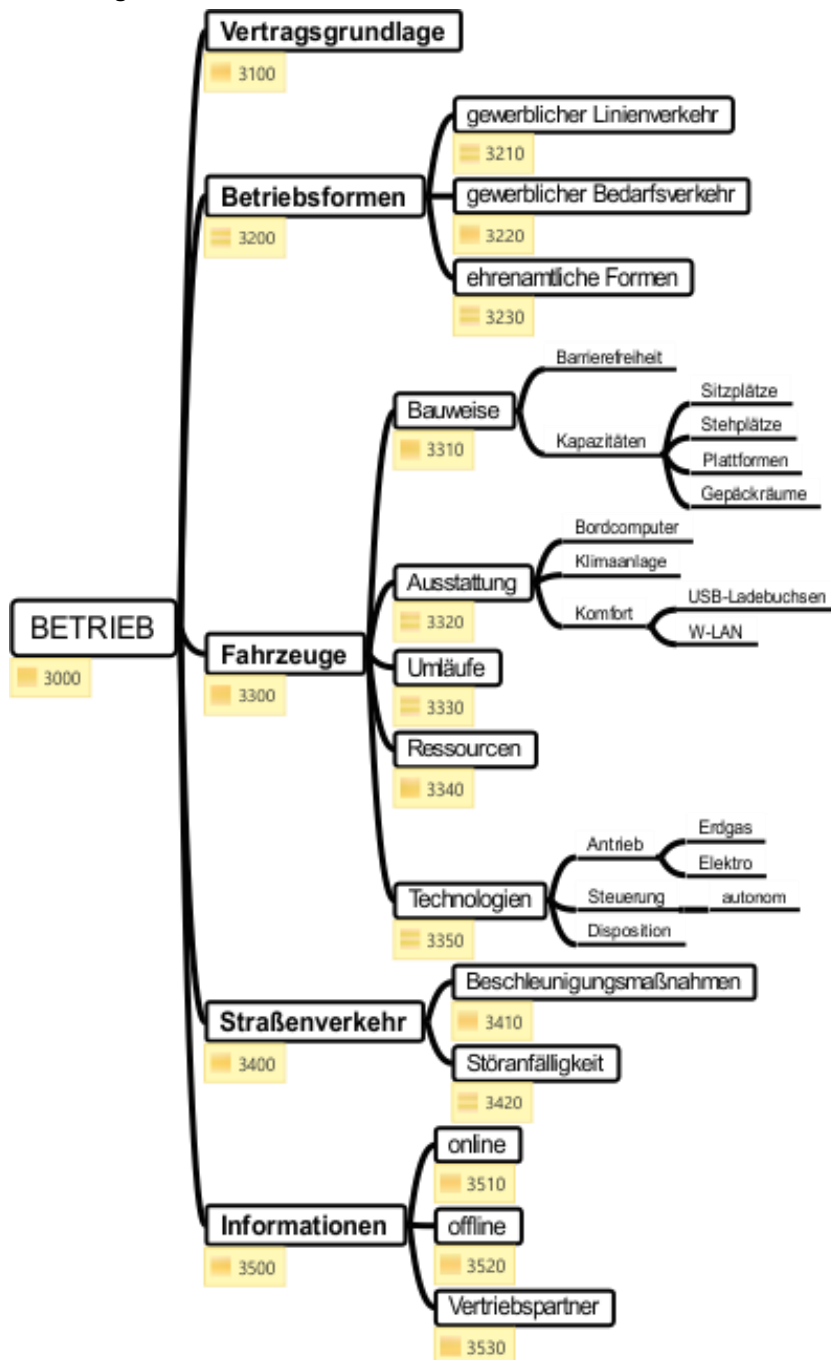 Vertragsgrundlage
3100
gewerblicher Linienverkehr
3210
Betriebsformen
3200
gewerblicher Bedarfsverkehr
3220
ehrenamtliche Formen
3230
Barrierefreiheit
Bauweise
3310
Kapazitäten
Sitzplätze
Stehplätze
Plattformen
Gepäckräume
Bordcomputer
Ausstattung
3320
Klimaanlage
Komfort
USB-Ladebuchsen
W-LAN
BETRIEB
3000
Fahrzeuge
3300
Umläufe
3330
Ressourcen
3340
Technologien
3350
Antrieb
Erdgas
Elektro
Steuerung
autonom
Disposition
Straßenverkehr
3400
Beschleunigungsmaßnahmen
3410
Störanfälligkeit
3420
Informationen
3500
online
3510
offline
3520
Vertriebspartner
3530